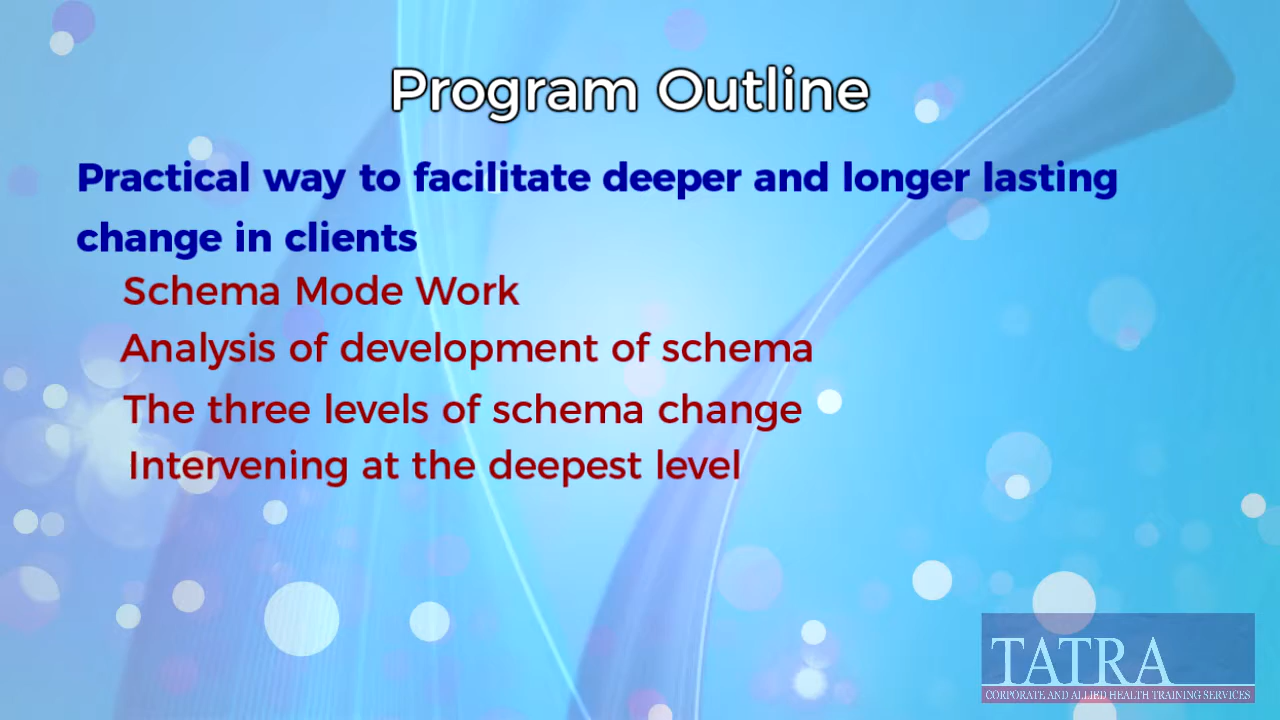 Program Outline
Practical way to facilitate deeper and longer lasting
change in clients
Schema Mode Work
Analysis of development of schema
The three levels of schema change
Intervening at the deepest level
TATRA
CORPORATE AND ALLIED HEALTH TRAINING SERVICES